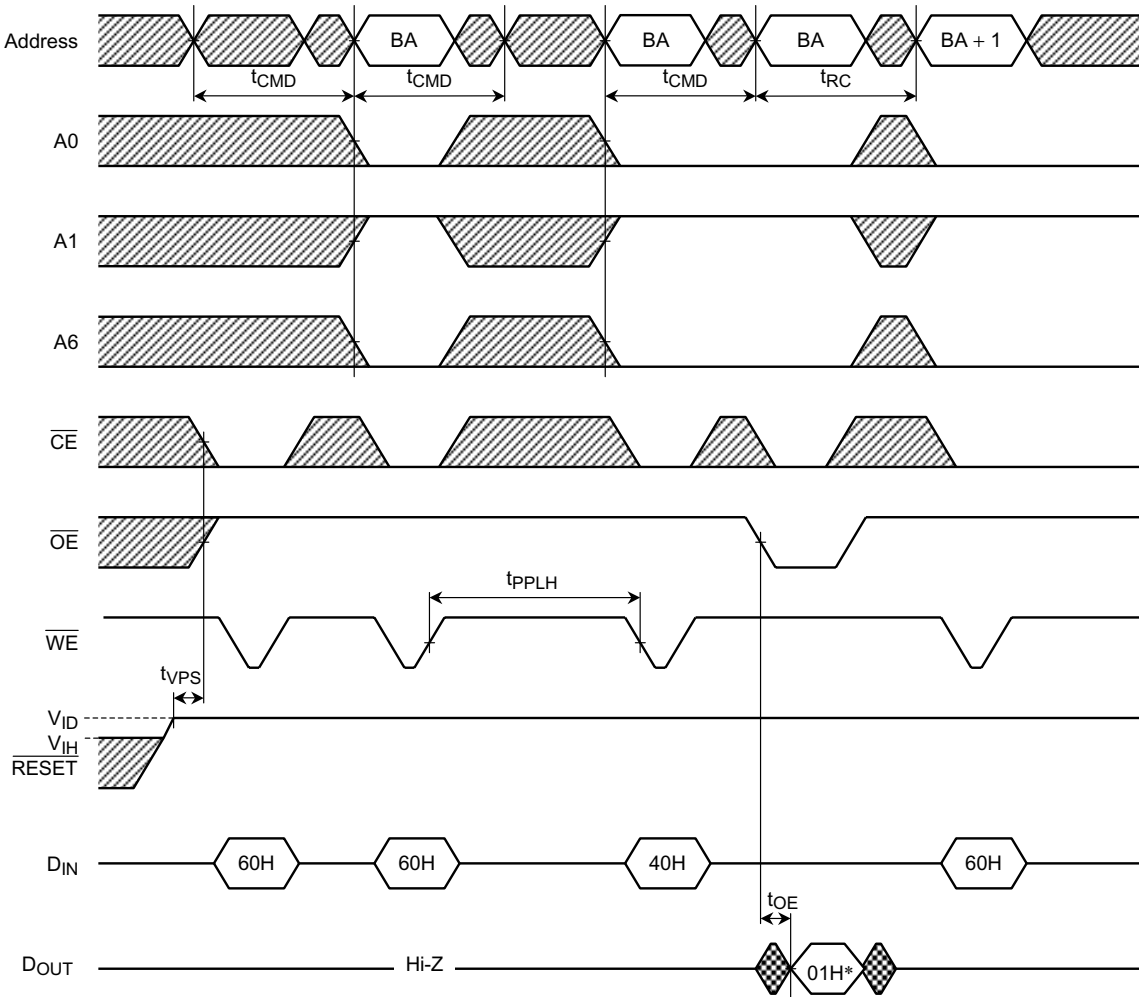 Address BA BA BA BA + 1
tCMD tCMD tCMD tRC
A0
A1
A6
CE
OE
tPPLH
WE
tVPS
VID
VIH
RESET
DIN 60H 60H 40H 60H
tOE
DOUT Hi-Z 01H*